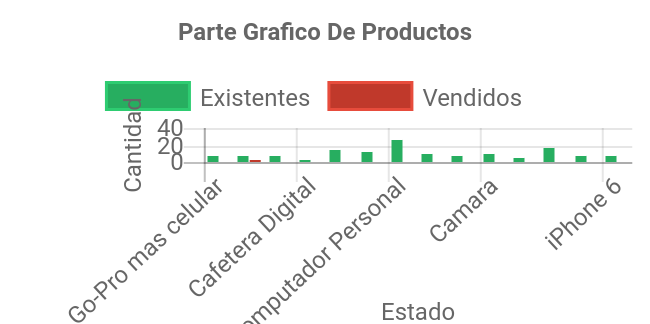 Parte Grafico De Productos
Existentes
Vendidos
Cantidad
40
20
0
Go-Pro mas celular
Cafetera Digital
omputador Personal
Camara
iPhone 6
Estado